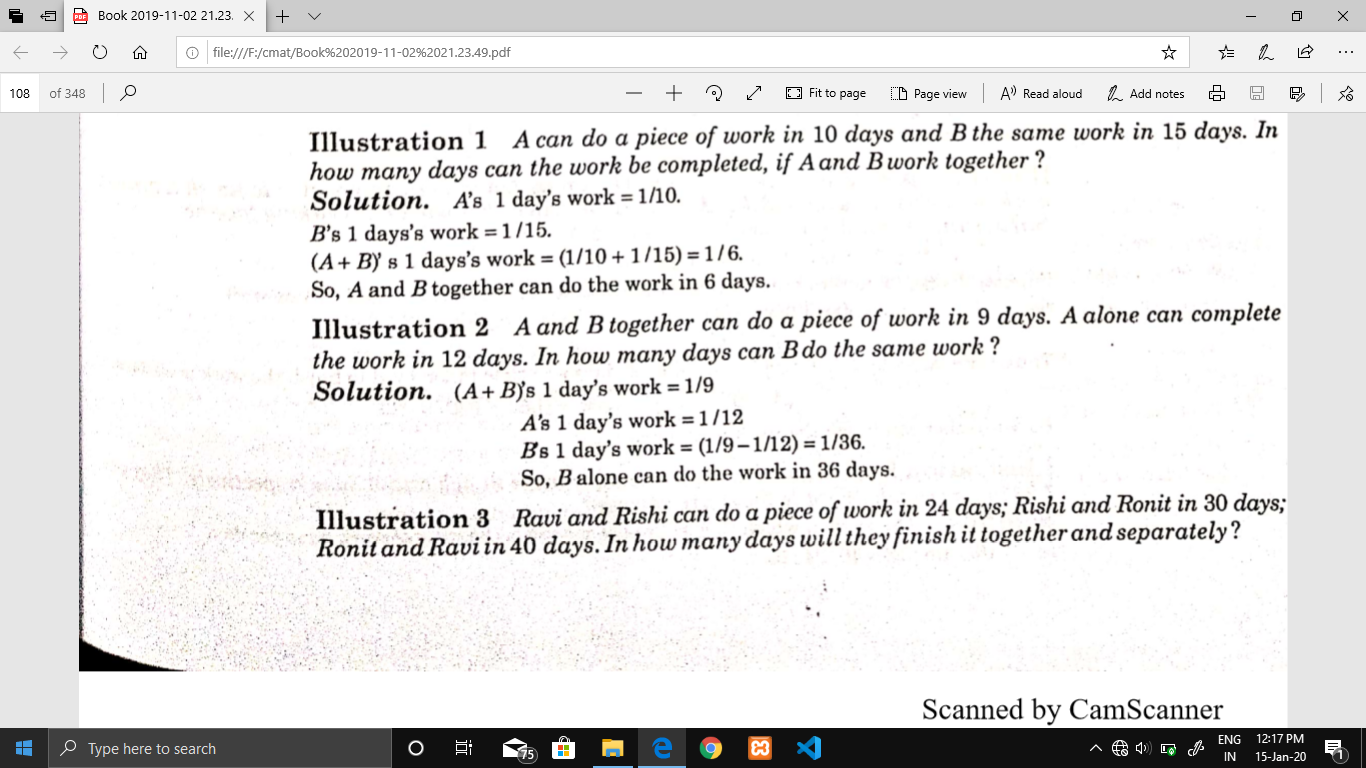 Book 2019-11-02 21.23.
file:///F:/cmat/Book%202019-11-02%2021.23.49.pdf
108 of 348 Fit to page Page view Read aloud Add notes
Illustration 1 A can do a piece of work in 10 days and B the same work in 15 days. In
how many days can the work be completed, if A and B work together ?
Solution. A's 1 day's work = 1/10.
B's 1 days's work = 1/15.
(A + B)' s 1 days's work = (1/10 + 1/15) = 1/6.
So, A and B together can do the work in 6 days.
Illustration 2 A and B together can do a piece of work in 9 days. A alone can complete
the work in 12 days. In how many days can B do the same work ?
Solution. (A + B)'s 1 day's work = 1/9
A's 1 day's work = 1/12
B's 1 day's work = (1/9 – 1/12) = 1/36.
So, B alone can do the work in 36 days.
Illustration 3 Ravi and Rishi can do a piece of work in 24 days; Rishi and Ronit in 30 days;
Ronit and Ravi in 40 days. In how many days will they finish it together and separately ?
Scanned by CamScanner
Type here to search 75 ENG 12:17 PM
IN 15-Jan-20 1